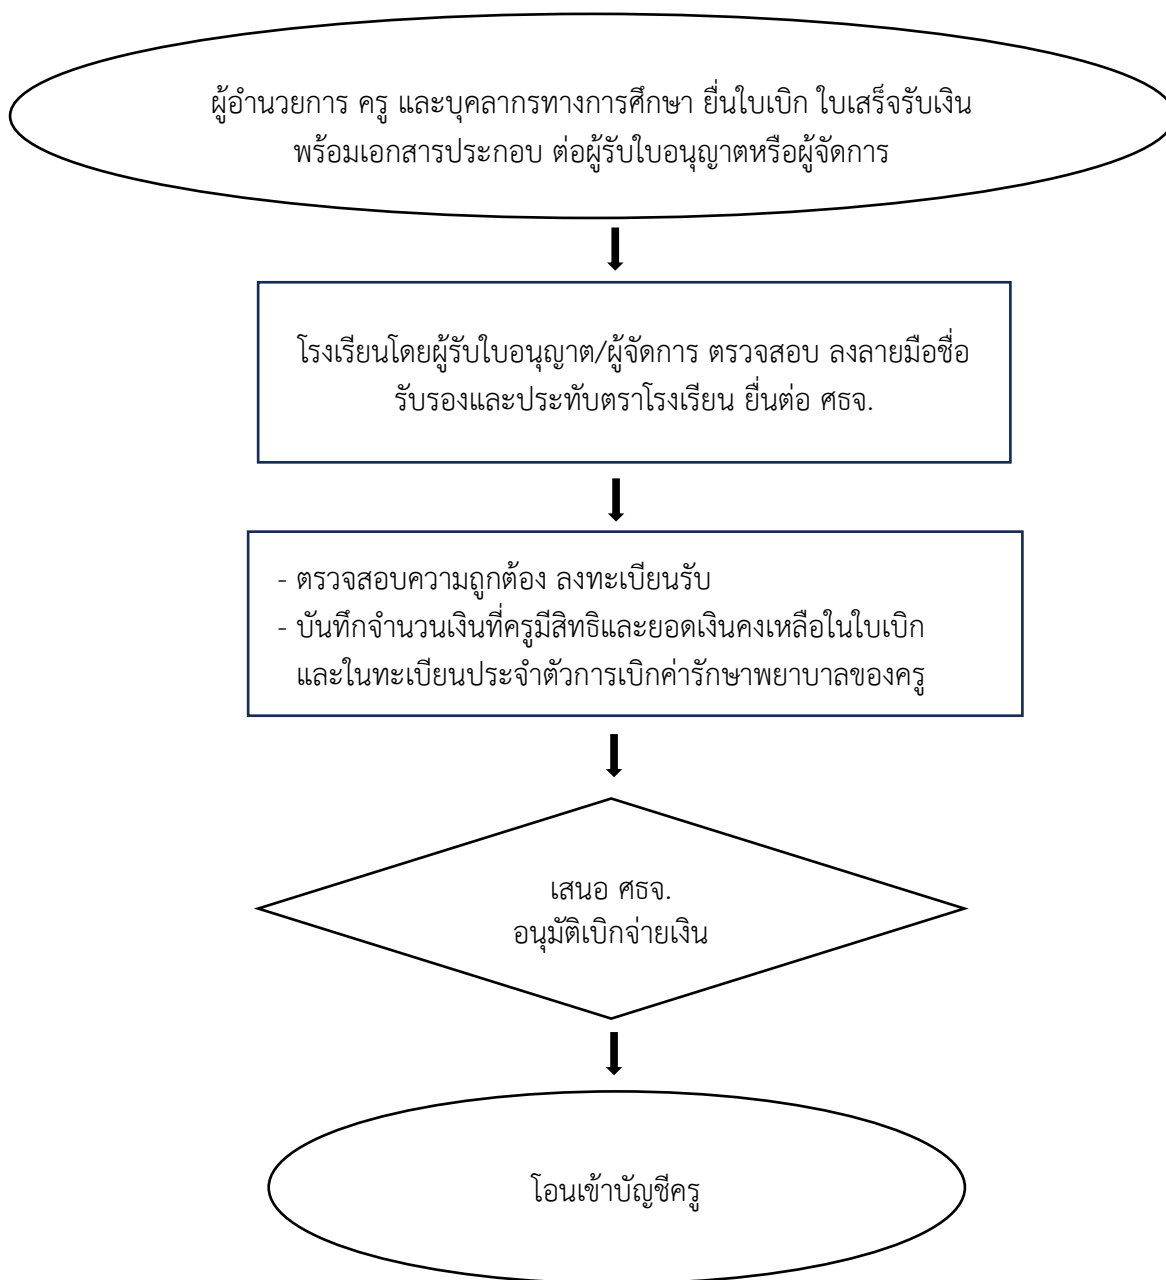 ผู้อำนวยการ ครู และบุคลากรทางการศึกษา ยื่นใบเบิก ใบเสร็จรับเงิน
พร้อมเอกสารประกอบ ต่อผู้รับใบอนุญาตหรือผู้จัดการ
โรงเรียนโดยผู้รับใบอนุญาต/ผู้จัดการ ตรวจสอบ ลงลายมือชื่อ
รับรองและประทับตราโรงเรียน ยื่นต่อ ศธจ.
- ตรวจสอบความถูกต้อง ลงทะเบียนรับ
- บันทึกจำนวนเงินที่ครูมีสิทธิและยอดเงินคงเหลือในใบเบิก
และในทะเบียนประจำตัวการเบิกค่ารักษาพยาบาลของครู
เสนอ ศธจ.
อนุมัติเบิกจ่ายเงิน
โอนเข้าบัญชีครู